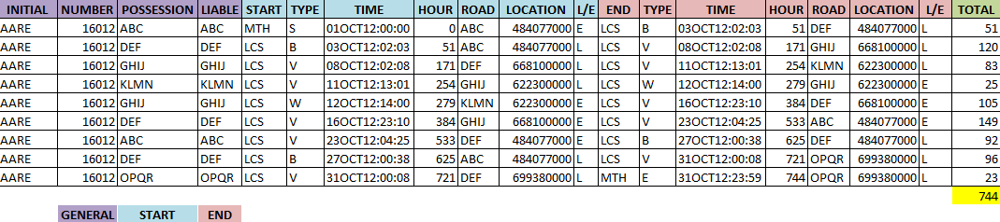 INITIAL NUMBER POSSESSION LIABLE START TYPE TIME HOUR ROAD LOCATION L/E END TYPE TIME HOUR ROAD LOCATION L/E TOTAL
AARE 16012 ABC ABC MTH S 01OCT12:00:00 0 ABC 484077000 E LCS B 03OCT12:02:03 51 DEF 484077000 L 51
AARE 16012 DEF DEF LCS B 03OCT12:02:03 51 ABC 484077000 L LCS V 08OCT12:02:08 171 GHIJ 668100000 L 120
AARE 16012 GHIJ GHIJ LCS V 08OCT12:02:08 171 DEF 668100000 L LCS V 11OCT12:13:01 254 KLMN 622300000 L 83
AARE 16012 KLMN KLMN LCS V 11OCT12:13:01 254 GHIJ 622300000 L LCS W 12OCT12:14:00 279 GHIJ 622300000 E 25
AARE 16012 GHIJ GHIJ LCS W 12OCT12:14:00 279 KLMN 622300000 E LCS V 16OCT12:23:10 384 DEF 668100000 E 105
AARE 16012 DEF DEF LCS V 16OCT12:23:10 384 GHIJ 668100000 E LCS V 23OCT12:04:25 533 ABC 484077000 E 149
AARE 16012 DEF DEF LCS V 23OCT12:04:25 533 DEF 484077000 E LCS B 27OCT12:00:38 625 DEF 484077000 L 92
AARE 16012 DEF DEF LCS B 27OCT12:00:38 625 ABC 484077000 L LCS V 31OCT12:00:08 721 OPQR 699380000 L 96
AARE 16012 OPQR OPQR LCS V 31OCT12:00:08 721 DEF 699380000 L MTH E 31OCT12:23:59 744 OPQR 699380000 L 23
744
GENERAL START END